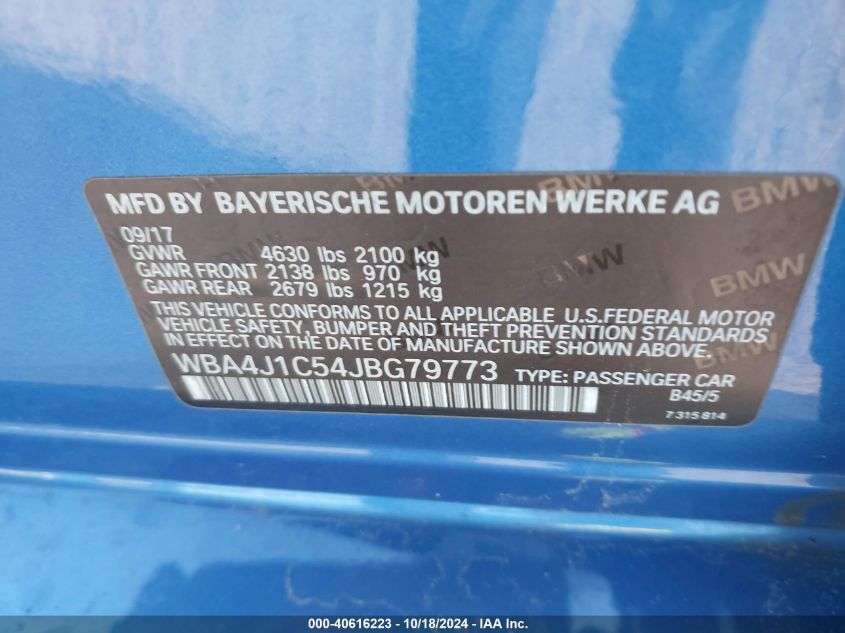 MFD BY BAYERISCHE MOTOREN WERKE AG
BMW
09/17
GVWR 4630 lbs 2100 kg
GAWR FRONT 2138 lbs 970 kg
GAWR REAR 2679 lbs 1215 kg
BMW
THIS VEHICLE CONFORMS TO ALL APPLICABLE U.S.FEDERAL MOTOR
VEHICLE SAFETY, BUMPER AND THEFT PREVENTION STANDARDS
IN EFFECT ON THE DATE OF MANUFACTURE SHOWN ABOVE.
WBA4J1C54JBG79773 TYPE: PASSENGER CAR
B45/5
7 315 814
000-40616223 - 10/18/2024 - IAA Inc.